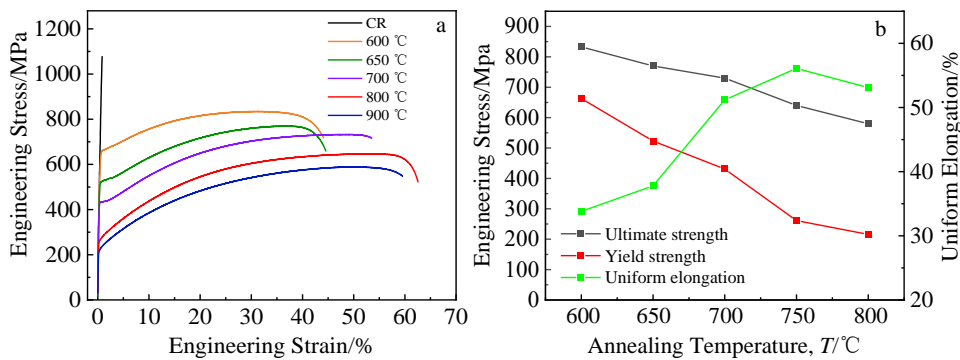 a
CR
600 ℃
650 ℃
700 ℃
800 ℃
900 ℃
Engineering Stress/MPa
1200
1000
800
600
400
200
0
0 10 20 30 40 50 60 70
Engineering Strain/%
b
Engineering Stress/Mpa
900
800
700
600
500
400
300
200
100
0
Ultimate strength
Yield strength
Uniform elongation
60
50
40
30
20
Uniform Elongation/%
600 650 700 750 800
Annealing Temperature, T/℃